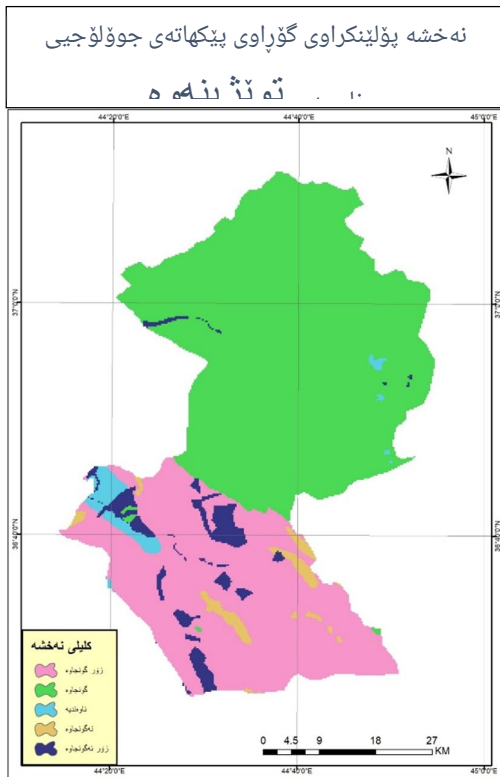 نەخشە پۆلێنکراوی گۆڕاوی پێکهاتەی جوولۆجیی
توێژینەوە
44°20'0"E 44°40'0"E 45°0'0"E
N
37°0'0"N 37°0'0"N
36°40'0"N 36°40'0"N
کلیلی نەخشە
زۆر گونجاوە
گونجاوە
ناوەندیە
نەگونجاوە
زۆر نەگونجاوە
0 4.5 9 18 27
KM
44°20'0"E 44°40'0"E 45°0'0"E